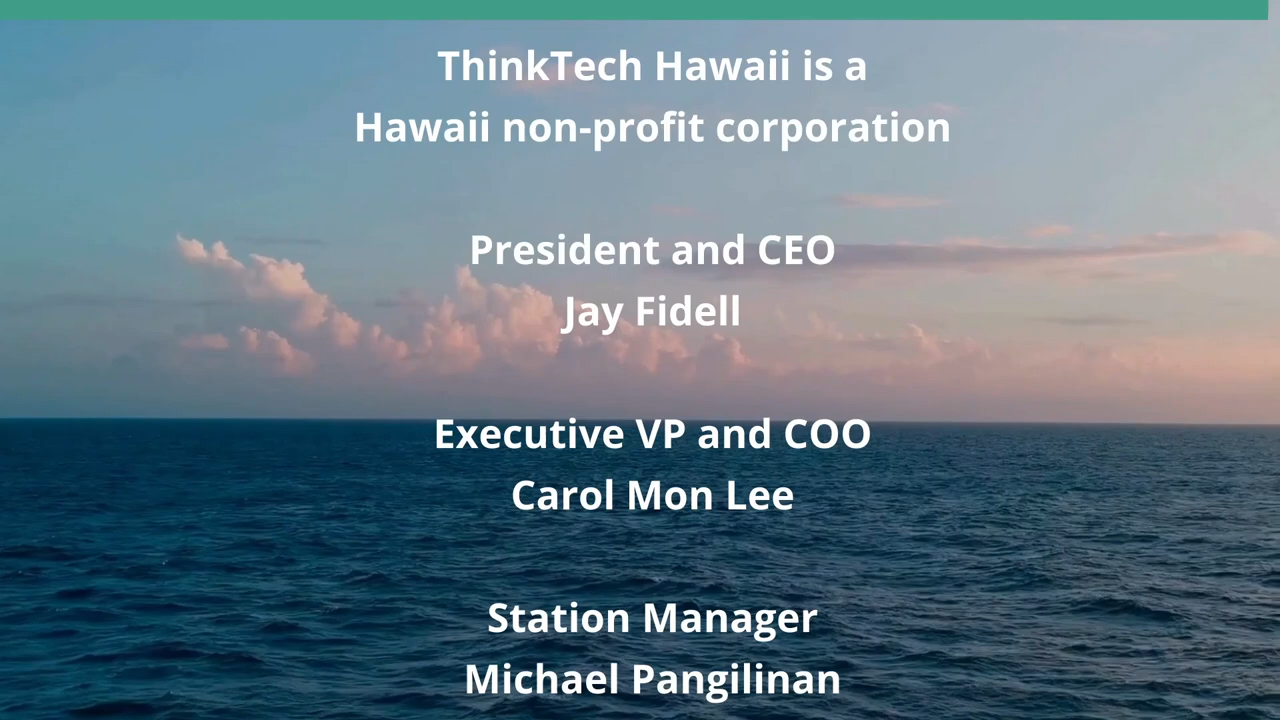 ThinkTech Hawaii is a
Hawaii non-profit corporation
President and CEO
Jay Fidell
Executive VP and COO
Carol Mon Lee
Station Manager
Michael Pangilinan